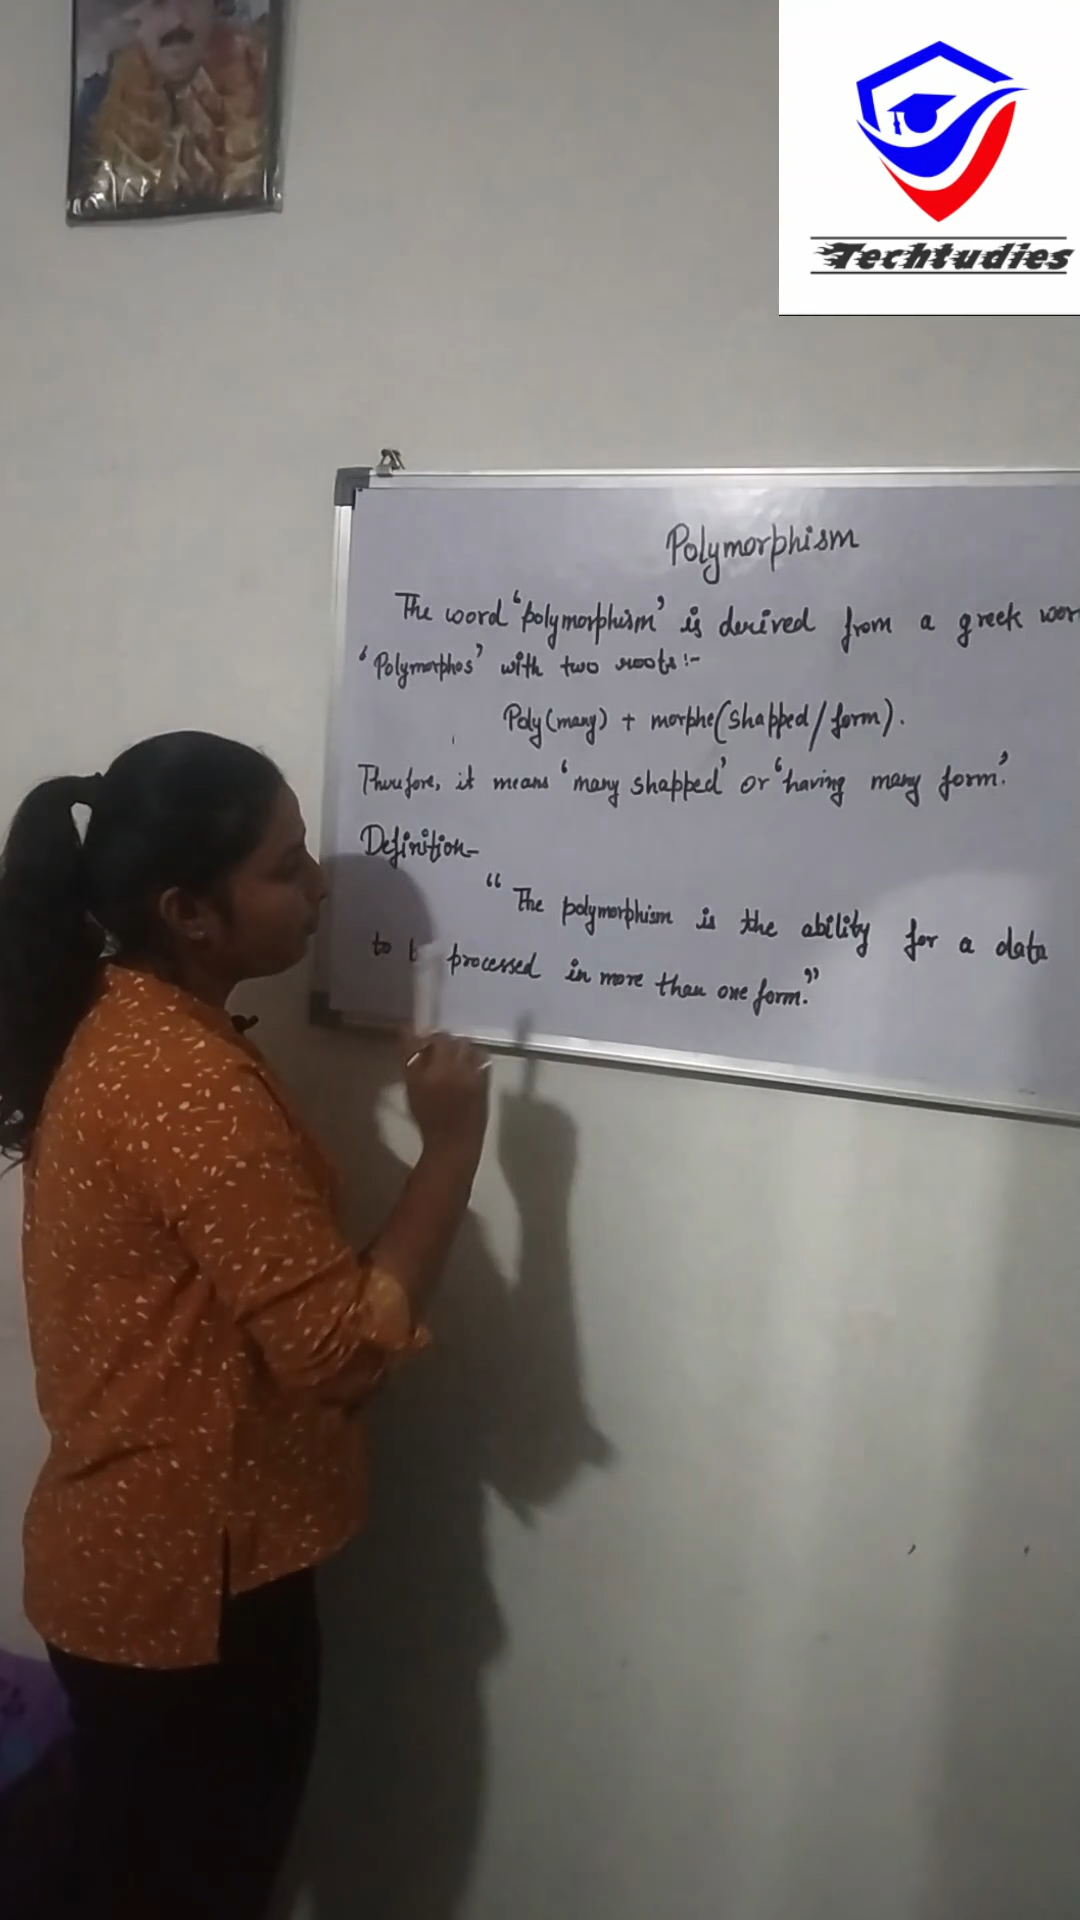 Techtudies
Polymorphism
The word 'polymorphism' is derived from a greek
'Polymorphos' with two roots:-
Poly(many) + morphe(shapped/form).
Therefore, it means 'many shapped' or 'having many form'.
Definition-
"The polymorphism is the ability for a data
to processed in more than one form."